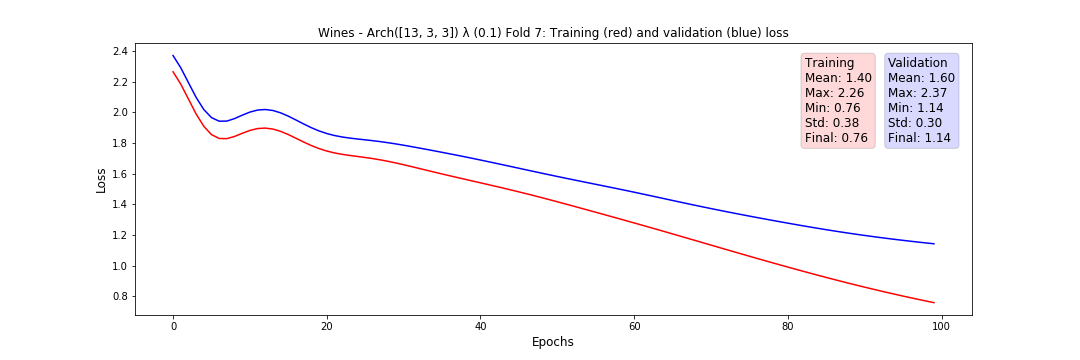 Wines - Arch([13, 3, 3]) λ (0.1) Fold 7: Training (red) and validation (blue) loss
Training
Mean: 1.40
Max: 2.26
Min: 0.76
Std: 0.38
Final: 0.76
Validation
Mean: 1.60
Max: 2.37
Min: 1.14
Std: 0.30
Final: 1.14
Loss
2.4
2.2
2.0
1.8
1.6
1.4
1.2
1.0
0.8
0
20
40
60
80
100
Epochs